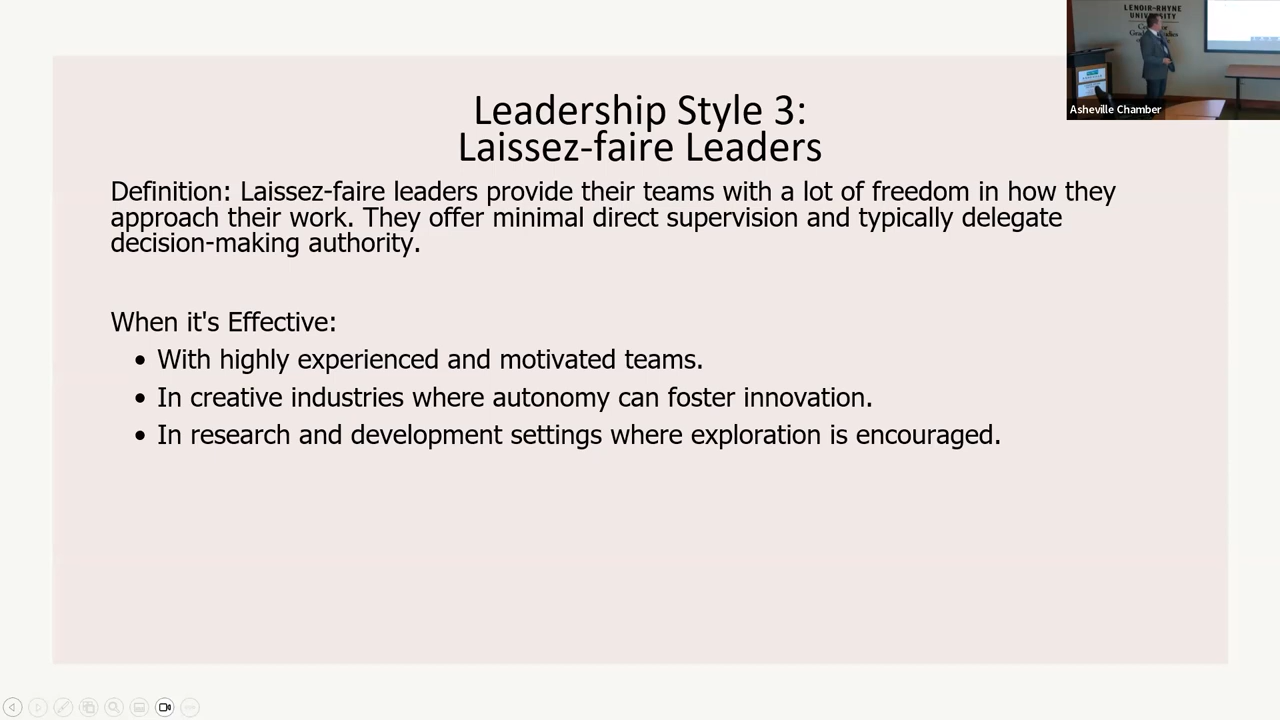 Leadership Style 3:
Laissez-faire Leaders
Definition: Laissez-faire leaders provide their teams with a lot of freedom in how they
approach their work. They offer minimal direct supervision and typically delegate
decision-making authority.
When it's Effective:
• With highly experienced and motivated teams.
• In creative industries where autonomy can foster innovation.
• In research and development settings where exploration is encouraged.
LENOIR-RHYNE
UNIVERSITY
Asheville Chamber